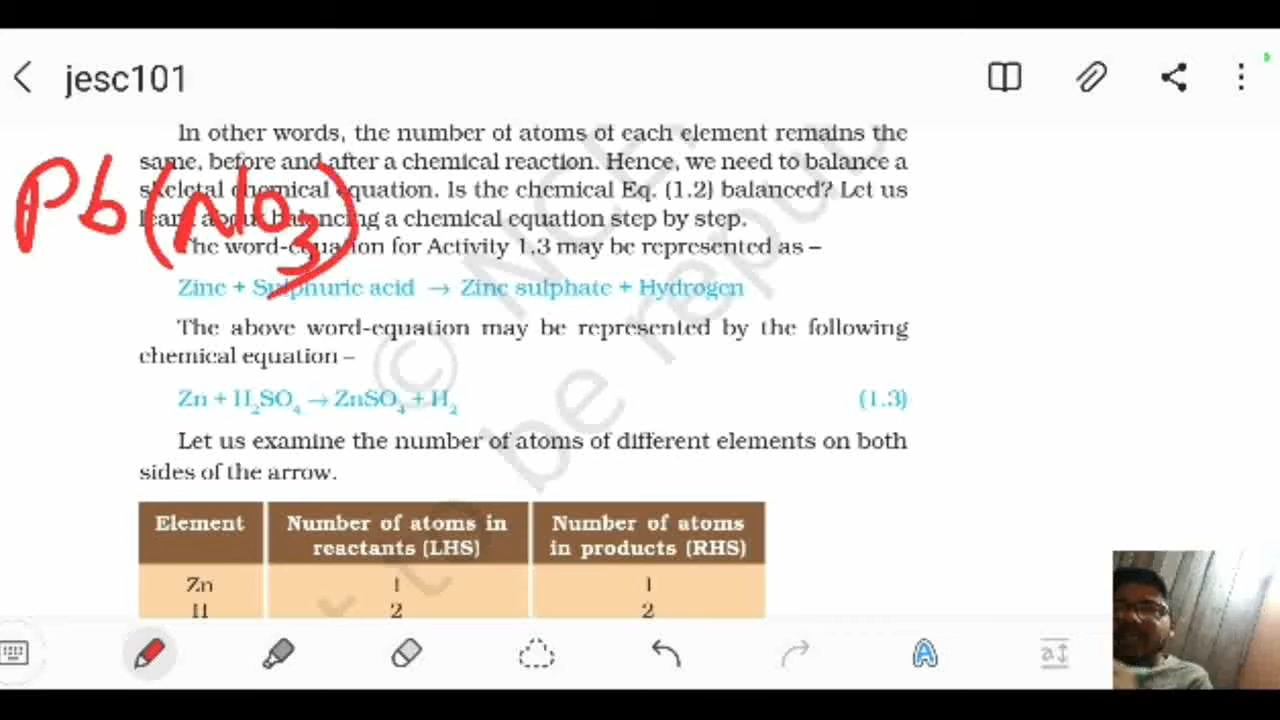 jesc101
In other words, the number of atoms of each element remains the
same, before and after a chemical reaction. Hence, we need to balance a
skeletal chemical equation. Is the chemical Eq. (1.2) balanced? Let us
learn about balancing a chemical equation step by step.
Pb(NO3)
The word-equation for Activity 1.3 may be represented as –
Zinc + Sulphuric acid → Zinc sulphate + Hydrogen
The above word-equation may be represented by the following
chemical equation –
Zn + H₂SO₄ → ZnSO₄ + H₂ (1.3)
Let us examine the number of atoms of different elements on both
sides of the arrow.
Element Number of atoms in reactants (LHS) Number of atoms in products (RHS)
Zn 1 1
H 2 2